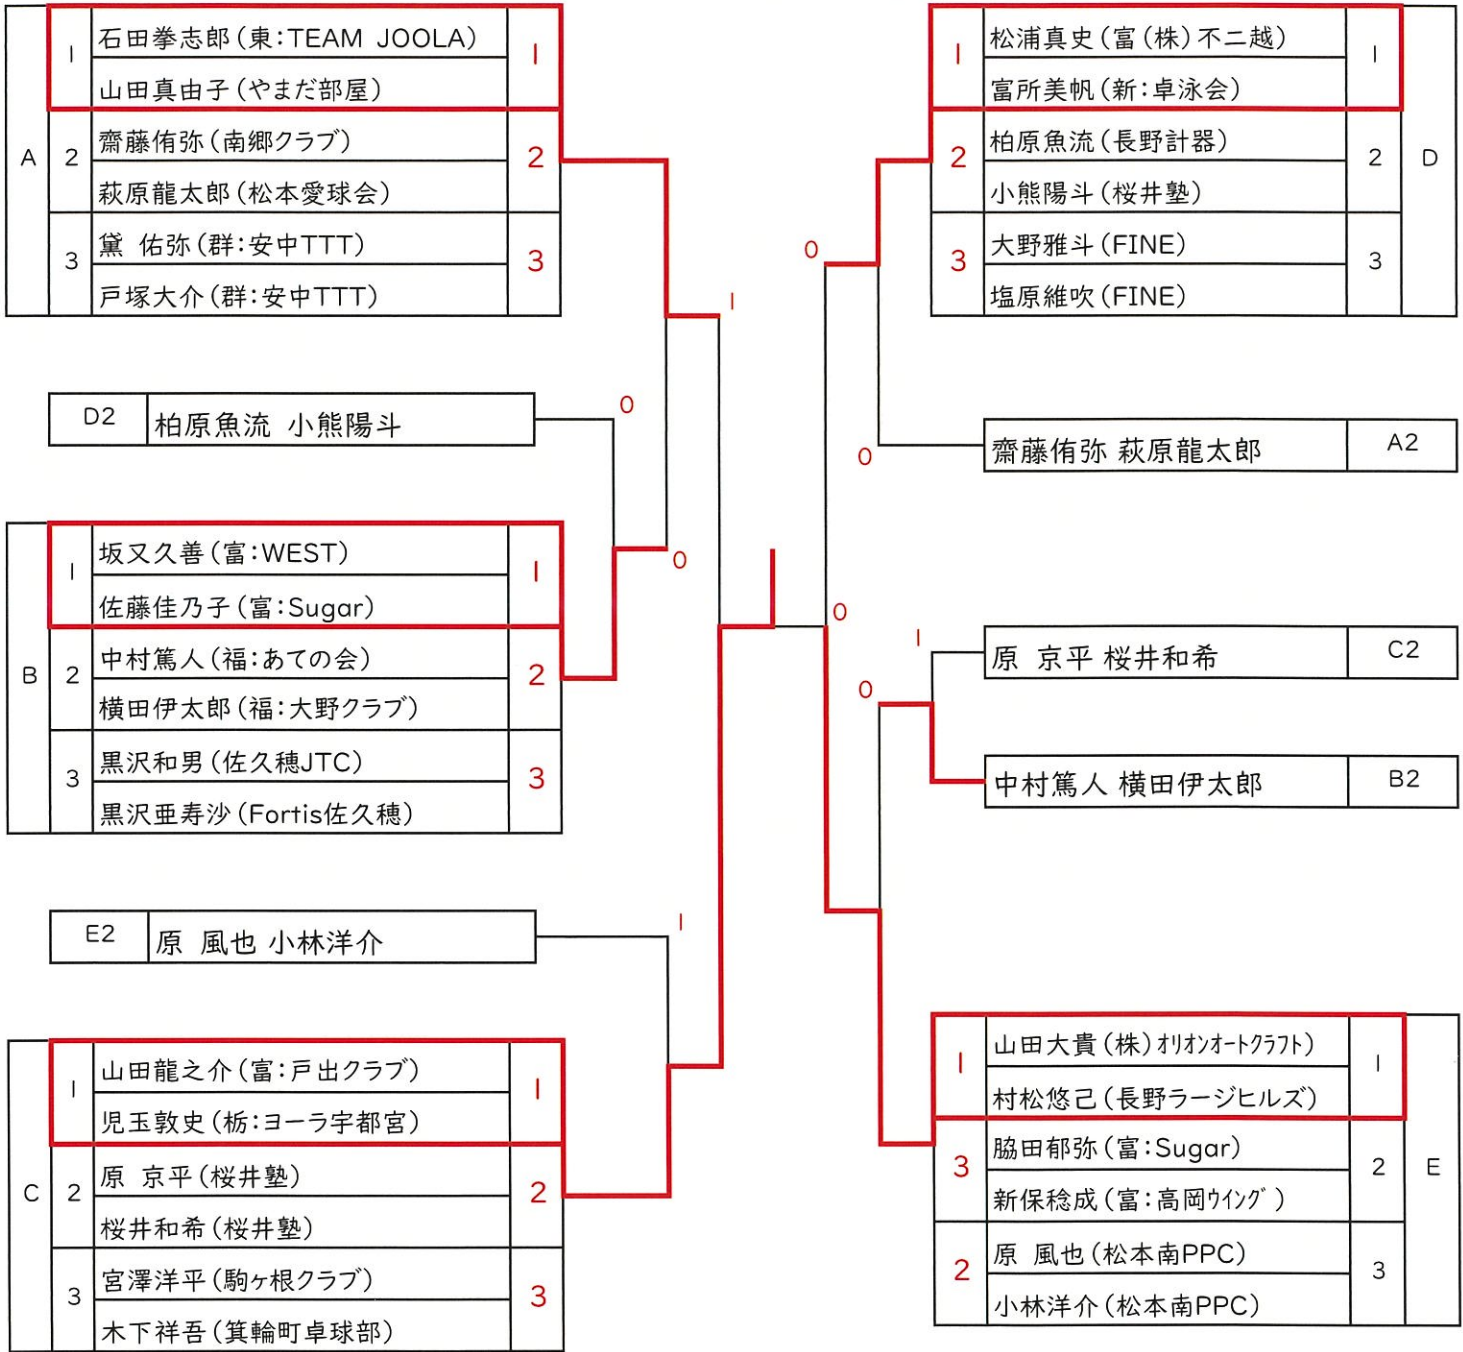 A
1
石田拳志郎(東:TEAM JOOLA)
山田真由子(やまだ部屋)
1
2
齋藤侑弥(南郷クラブ)
萩原龍太郎(松本愛球会)
2
3
黛 佑弥(群:安中TTT)
戸塚大介(群:安中TTT)
3
D2 柏原魚流 小熊陽斗
B
1
坂又久善(富:WEST)
佐藤佳乃子(富:Sugar)
1
2
中村篤人(福:あての会)
横田伊太郎(福:大野クラブ)
2
3
黒沢和男(佐久穂JTC)
黒沢亜寿沙(Fortis佐久穂)
3
E2 原 風也 小林洋介
C
1
山田龍之介(富:戸出クラブ)
児玉敦史(栃:ヨーラ宇都宮)
1
2
原 京平(桜井塾)
桜井和希(桜井塾)
2
3
宮澤洋平(駒ヶ根クラブ)
木下祥吾(箕輪町卓球部)
3
1
0
0
1
0
0
0
1
0
1
松浦真史(富(株)不二越)
富所美帆(新:卓泳会)
1
2
柏原魚流(長野計器)
小熊陽斗(桜井塾)
2
D
3
大野雅斗(FINE)
塩原維吹(FINE)
3
齋藤侑弥 萩原龍太郎 A2
原 京平 桜井和希 C2
中村篤人 横田伊太郎 B2
1
山田大貴(株)ｵﾘｵﾝｵｰﾄｸﾗﾌﾄ)
村松悠己(長野ラージヒルズ)
1
3
脇田郁弥(富:Sugar)
新保稔成(富:高岡ｳｲﾝｸﾞ)
2
E
2
原 風也(松本南PPC)
小林洋介(松本南PPC)
3